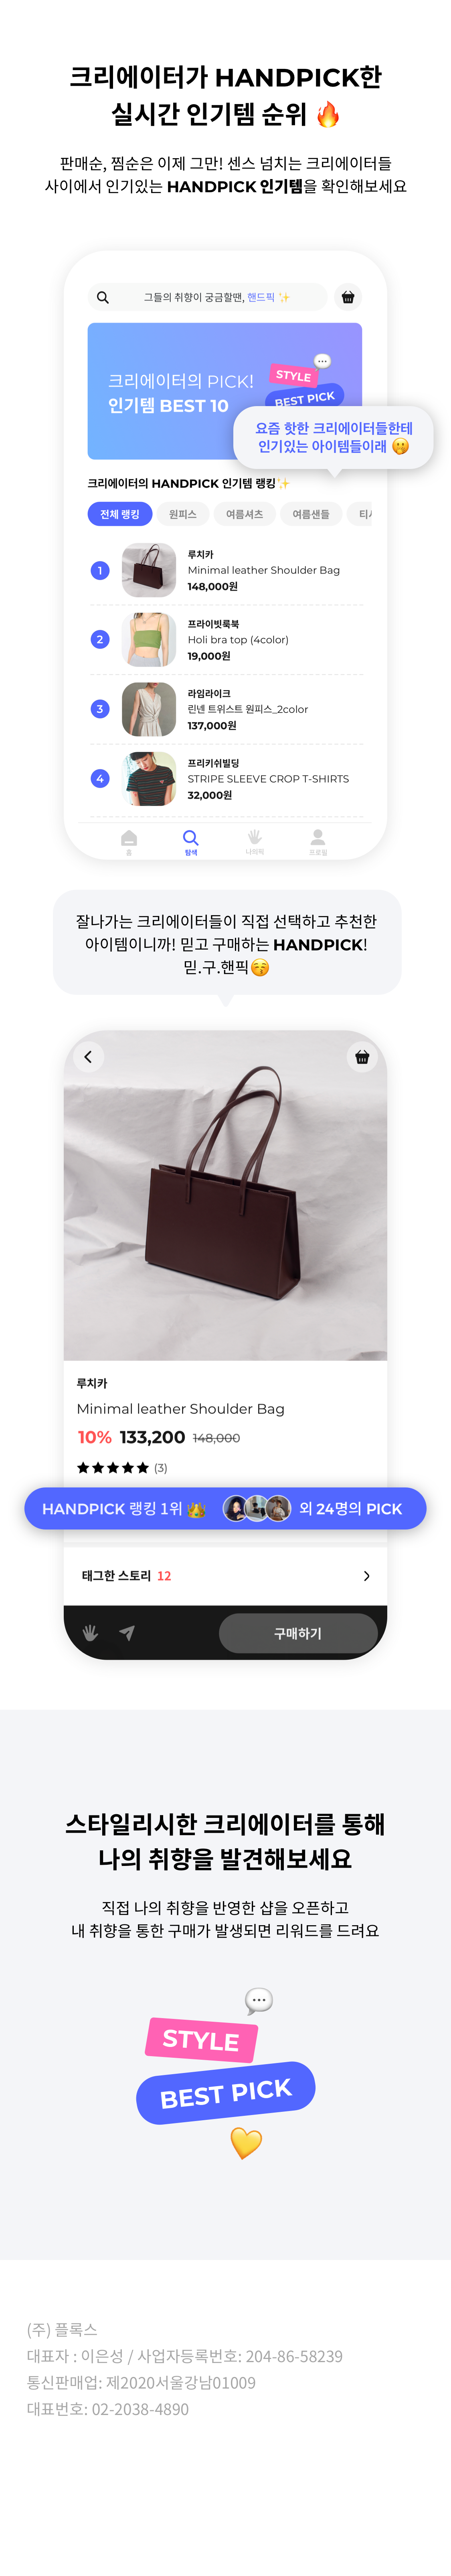 크리에이터가 HANDPICK한
실시간 인기템 순위 🔥
판매순, 찜순은 이제 그만! 센스 넘치는 크리에이터들
사이에서 인기있는 HANDPICK 인기템을 확인해보세요
그들의 취향이 궁금할땐, 핸드픽 ✨
크리에이터의 PICK!
인기템 BEST 10
STYLE
BEST PICK
요즘 핫한 크리에이터들한테
인기있는 아이템들이래 🤭
크리에이터의 HANDPICK 인기템 랭킹✨
전체 랭킹
원피스
여름셔츠
여름샌들
1
루치카
Minimal leather Shoulder Bag
148,000원
2
프라이빗룩북
Holi bra top (4color)
19,000원
3
라임라이크
린넨 트위스트 원피스_2color
137,000원
4
프리키쉬빌딩
STRIPE SLEEVE CROP T-SHIRTS
32,000원
홈
탐색
나의픽
프로필
잘나가는 크리에이터들이 직접 선택하고 추천한
아이템이니까! 믿고 구매하는 HANDPICK!
믿.구.핸픽😚
루치카
Minimal leather Shoulder Bag
10% 133,200 148,000
★★★★★ (3)
HANDPICK 랭킹 1위 👑 외 24명의 PICK
태그한 스토리 12
구매하기
스타일리시한 크리에이터를 통해
나의 취향을 발견해보세요
직접 나의 취향을 반영한 샵을 오픈하고
내 취향을 통한 구매가 발생되면 리워드를 드려요
STYLE
BEST PICK
(주) 플록스
대표자 : 이은성 / 사업자등록번호: 204-86-58239
통신판매업: 제2020서울강남01009
대표번호: 02-2038-4890